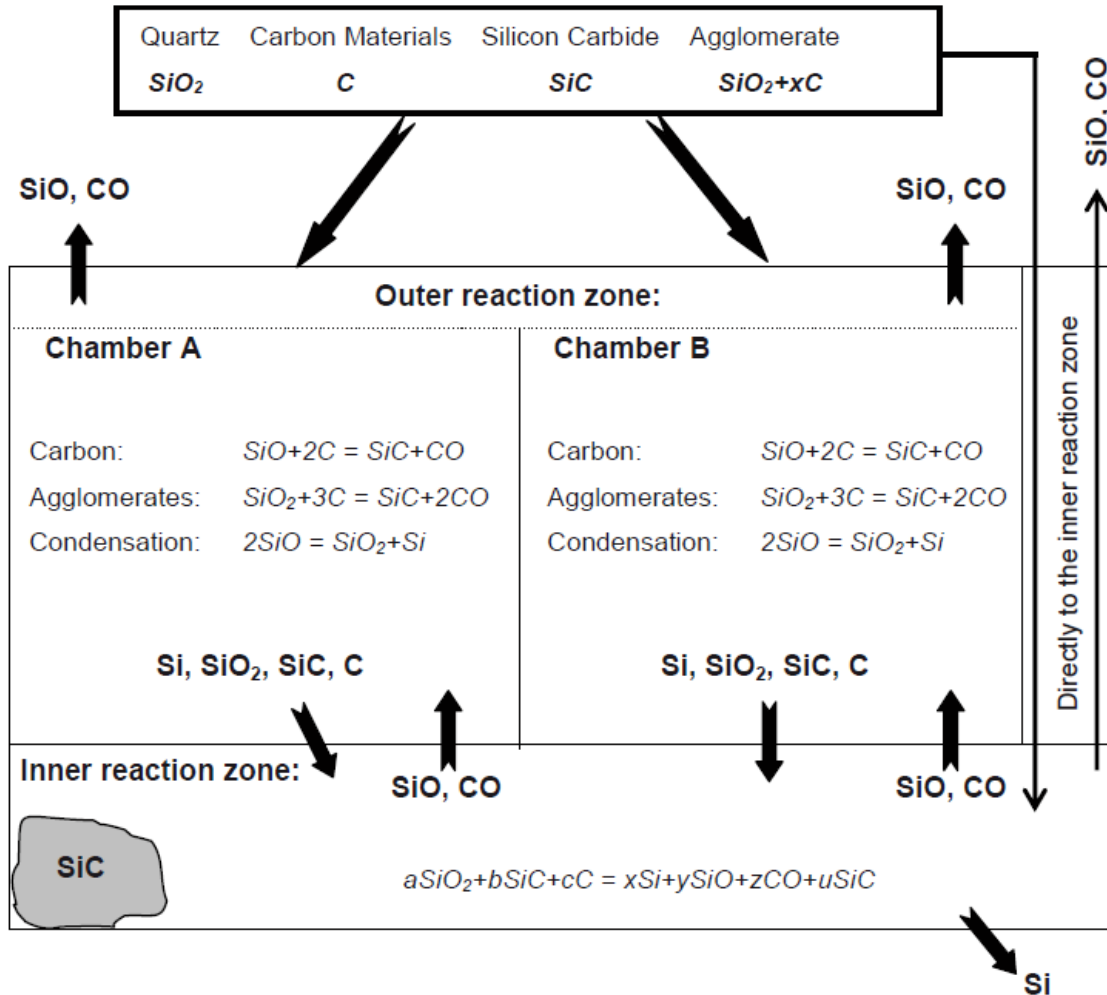 Quartz Carbon Materials Silicon Carbide Agglomerate
SiO₂ C SiC SiO₂+xC
SiO, CO
SiO, CO
SiO, CO
Outer reaction zone:
Chamber A
Carbon: SiO+2C = SiC+CO
Agglomerates: SiO₂+3C = SiC+2CO
Condensation: 2SiO = SiO₂+Si
Si, SiO₂, SiC, C
Chamber B
Carbon: SiO+2C = SiC+CO
Agglomerates: SiO₂+3C = SiC+2CO
Condensation: 2SiO = SiO₂+Si
Si, SiO₂, SiC, C
Directly to the inner reaction zone
Inner reaction zone:
SiO, CO
SiO, CO
SiC
aSiO₂+bSiC+cC = xSi+ySiO+zCO+uSiC
Si